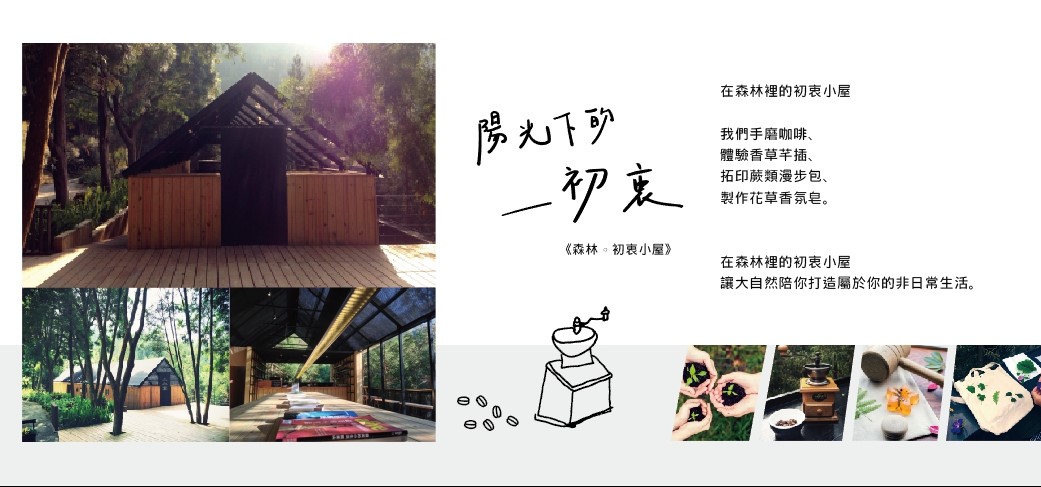 陽光下的
初衷
《森林。初衷小屋》
在森林裡的初衷小屋
我們手磨咖啡、
體驗香草芊插、
拓印蕨類漫步包、
製作花草香氛皂。
在森林裡的初衷小屋
讓大自然陪你打造屬於你的非日常生活。